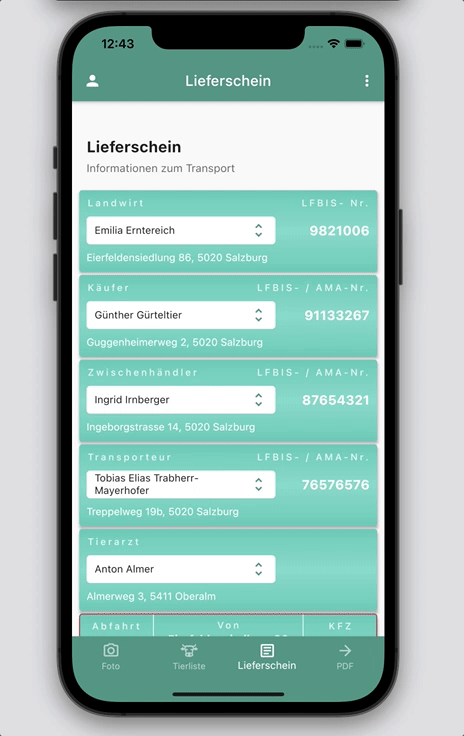 12:43
Lieferschein
Lieferschein
Informationen zum Transport
Landwirt LFBIS- Nr.
Emilia Erntereich 9821006
Eierfeldensiedlung 86, 5020 Salzburg
Käufer LFBIS- / AMA-Nr.
Günther Gürteltier 91133267
Guggenheimerweg 2, 5020 Salzburg
Zwischenhändler LFBIS- / AMA-Nr.
Ingrid Irnberger 87654321
Ingeborgstrasse 14, 5020 Salzburg
Transporteur LFBIS- / AMA-Nr.
Tobias Elias Trabherr-
Mayerhofer 76576576
Treppelweg 19b, 5020 Salzburg
Tierarzt
Anton Almer
Almerweg 3, 5411 Oberalm
Abfahrt Von KFZ
Foto Tierliste Lieferschein PDF